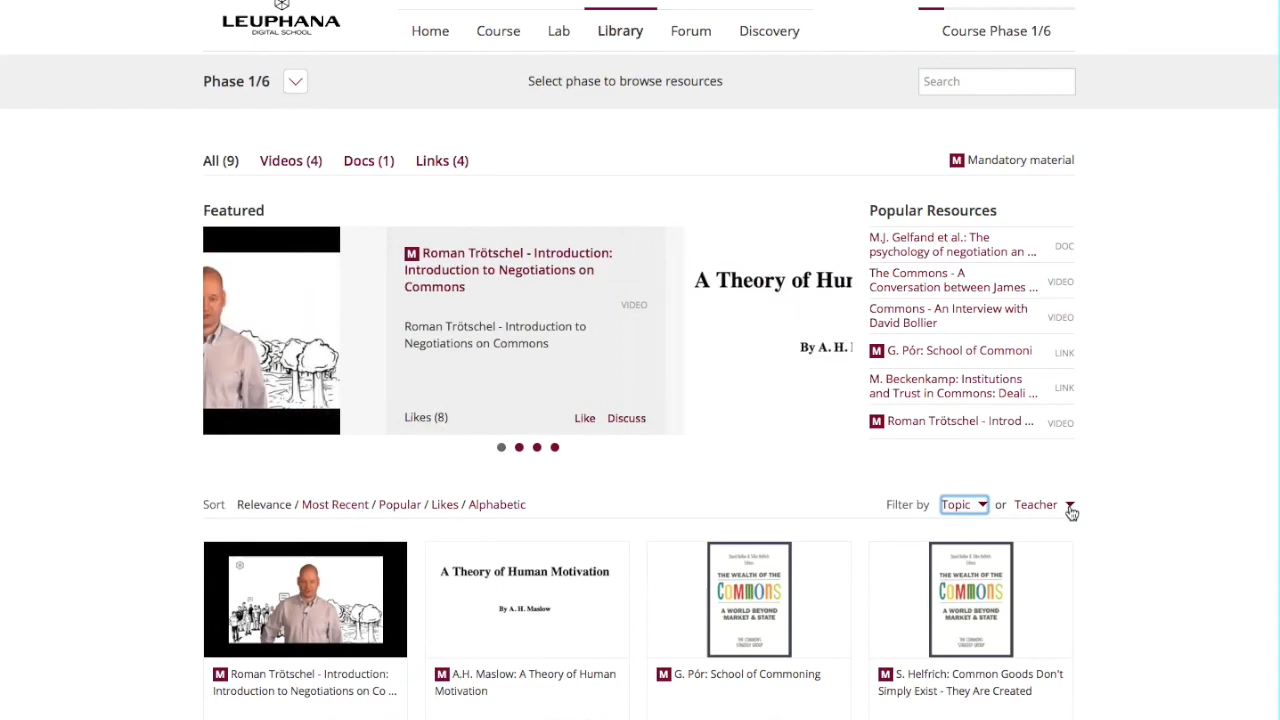 LEUPHANA
DIGITAL SCHOOL
Home Course Lab Library Forum Discovery Course Phase 1/6
Phase 1/6 Select phase to browse resources Search
All (9) Videos (4) Docs (1) Links (4) M Mandatory material
Featured
M Roman Trötschel - Introduction:
Introduction to Negotiations on
Commons
VIDEO
Roman Trötschel - Introduction to
Negotiations on Commons
Likes (8) Like Discuss
A Theory of Hu
By A. H.
Popular Resources
M.J. Gelfand et al.: The
psychology of negotiation an ... DOC
The Commons - A
Conversation between James ... VIDEO
Commons - An Interview with
David Bollier VIDEO
M G. Pór: School of Commoni LINK
M. Beckenkamp: Institutions
and Trust in Commons: Deali ... LINK
M Roman Trötschel - Introd ... VIDEO
Sort Relevance / Most Recent / Popular / Likes / Alphabetic Filter by Topic or Teacher
A Theory of Human Motivation
By A. H. Maslow
THE WEALTH OF THE
COMMONS
A WORLD BEYOND
MARKET & STATE
THE WEALTH OF THE
COMMONS
A WORLD BEYOND
MARKET & STATE
M Roman Trötschel - Introduction:
Introduction to Negotiations on Co ...
M A.H. Maslow: A Theory of Human
Motivation
M G. Pór: School of Commoning
M S. Helfrich: Common Goods Don't
Simply Exist - They Are Created